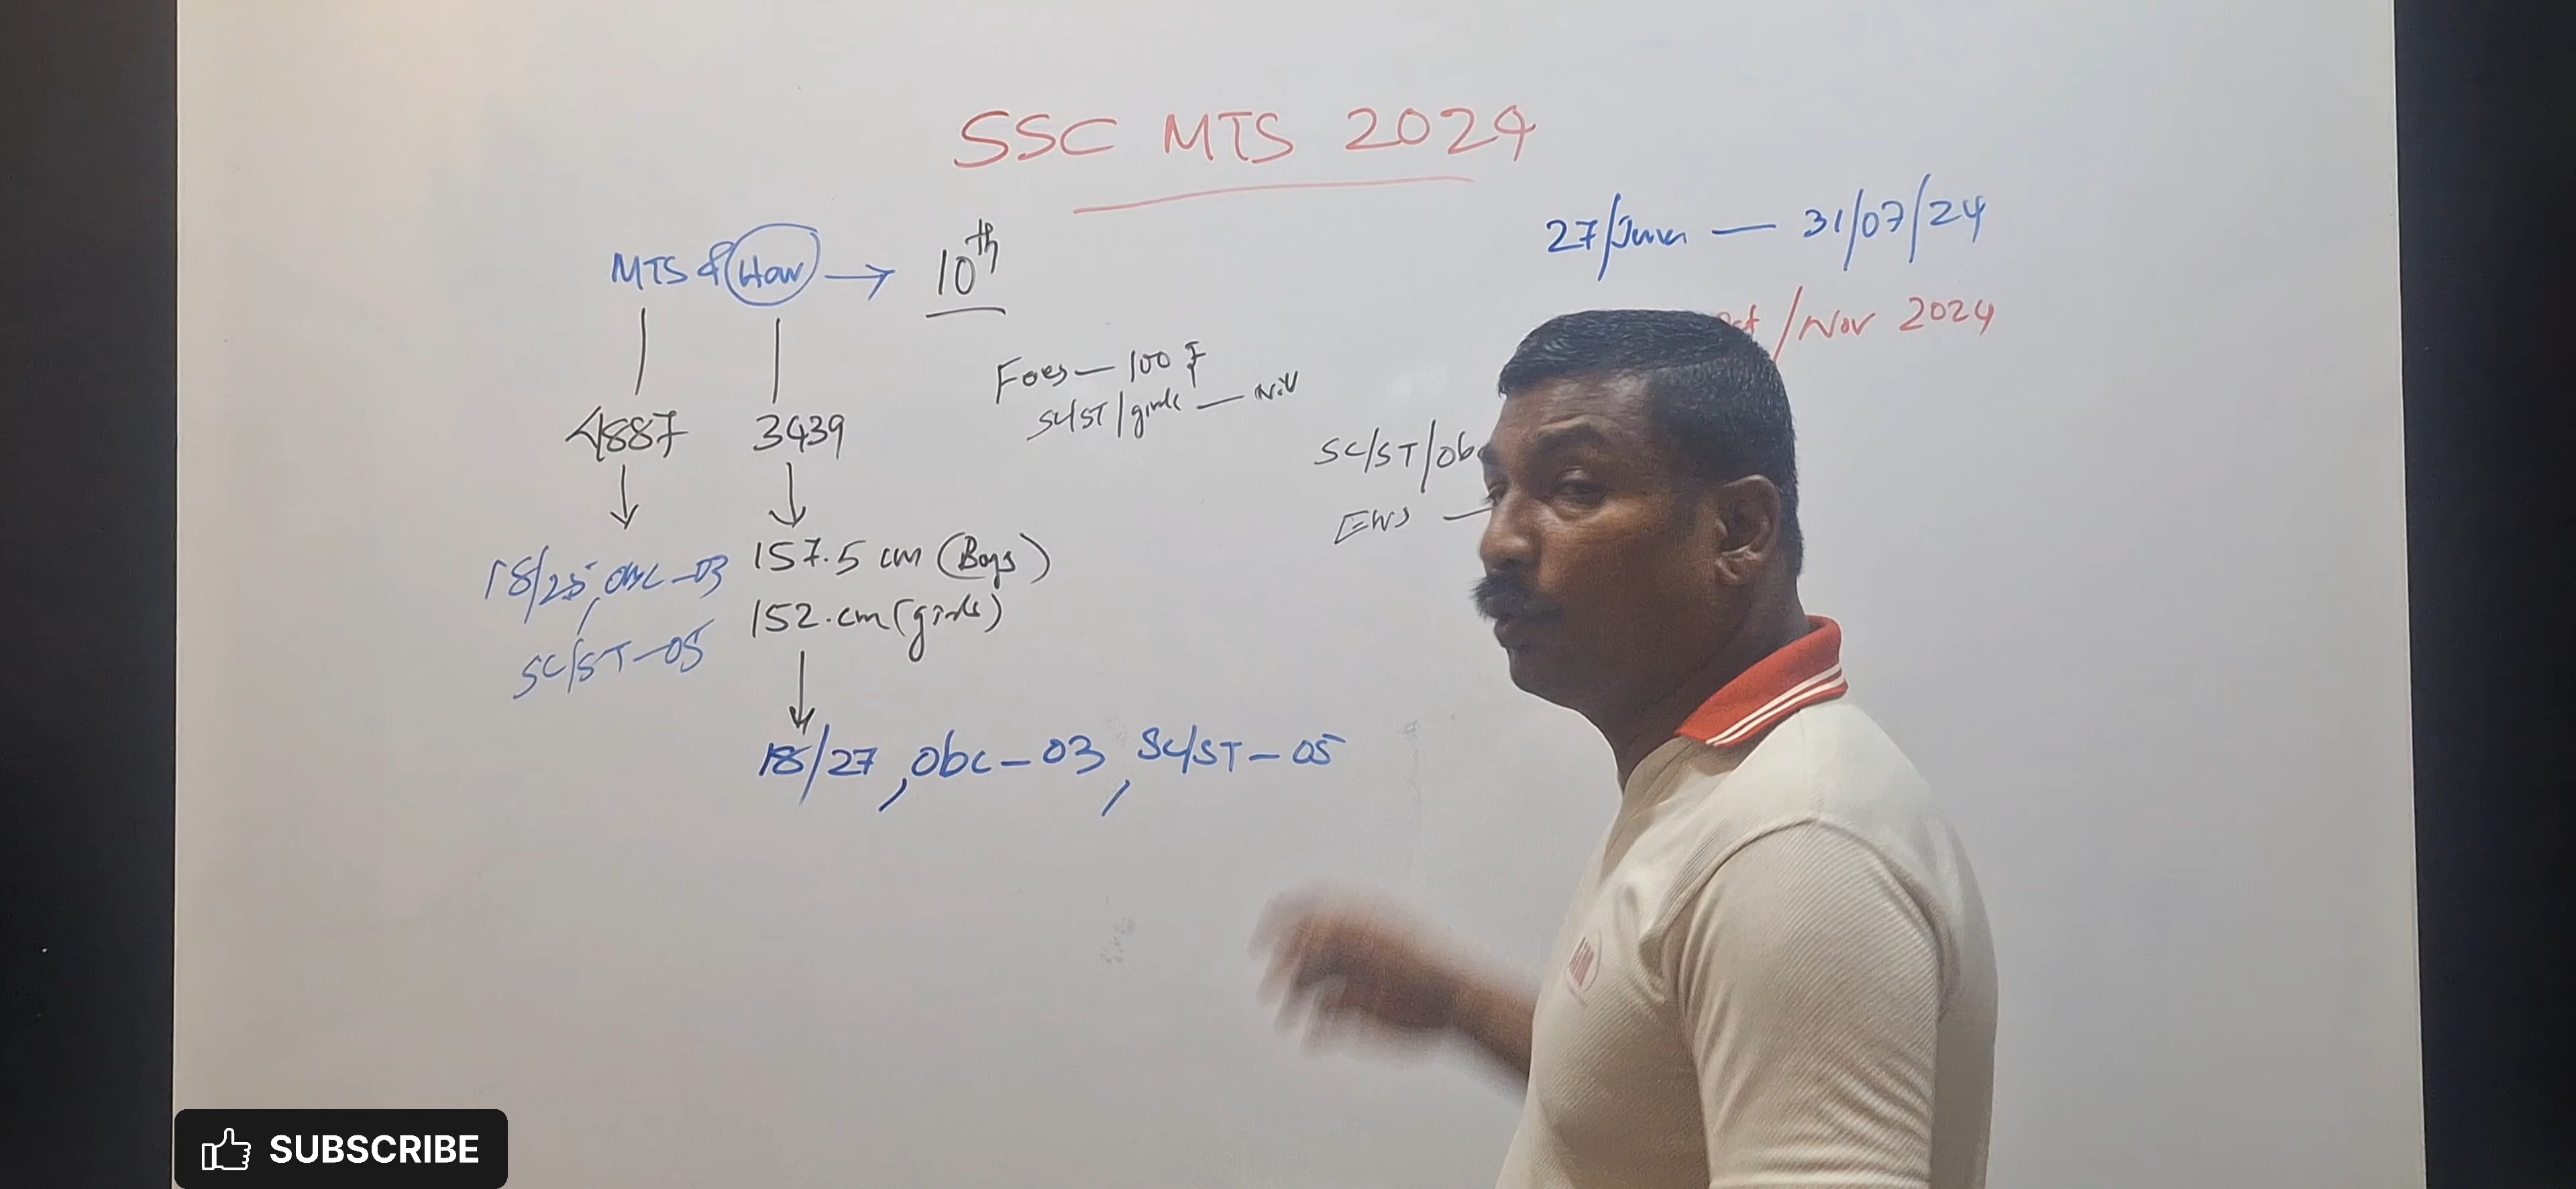 SSC MTS 2024
27/June — 31/07/24
MTS & Hav → 10th
/Nov 2024
Fees — 100 ₹
SC/ST/girls — Nil
4887 3439
SC/ST/Obc
EWS —
157.5 cm (Boys)
18/25, Obc - 03
152.cm (girls)
SC/ST - 05
18/27, Obc - 03, SC/ST - 05
SUBSCRIBE